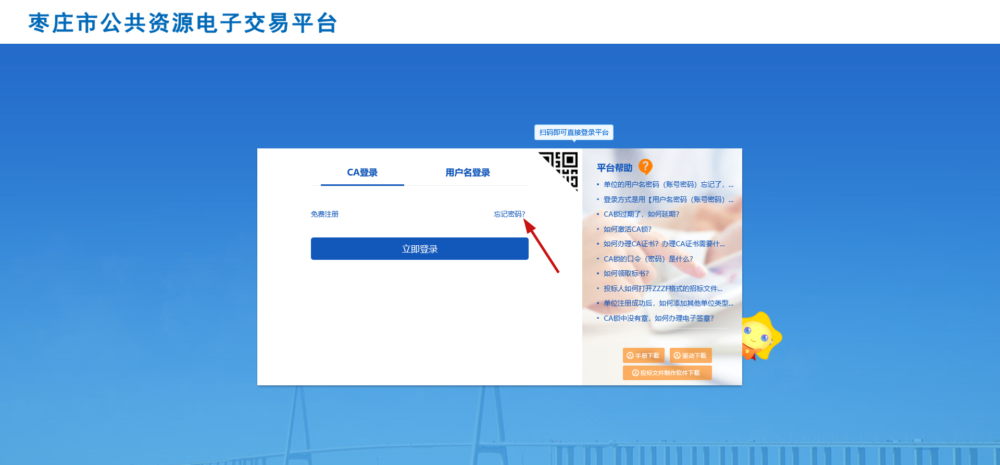 枣庄市公共资源电子交易平台
扫码即可直接登录平台
CA登录
用户名登录
免费注册
忘记密码?
立即登录
平台帮助
• 单位的用户名密码（账号密码）忘记了，...
• 登录方式是用【用户名密码（账号密码）...
• CA锁过期了，如何延期?
• 如何激活CA锁?
• 如何办理CA证书？办理CA证书需要什...
• CA锁的口令（密码）是什么?
• 如何领取标书?
• 投标人如何打开ZZZF格式的招标文件...
• 单位注册成功后，如何添加其他单位类型...
• CA锁中没有章，如何办理电子签章?
手册下载
驱动下载
投标文件制作软件下载